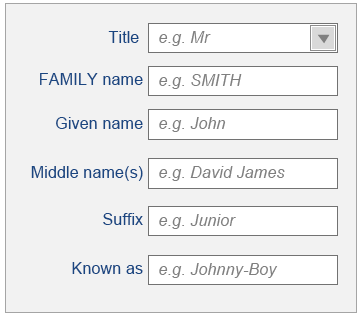 Title e.g. Mr
FAMILY name e.g. SMITH
Given name e.g. John
Middle name(s) e.g. David James
Suffix e.g. Junior
Known as e.g. Johnny-Boy